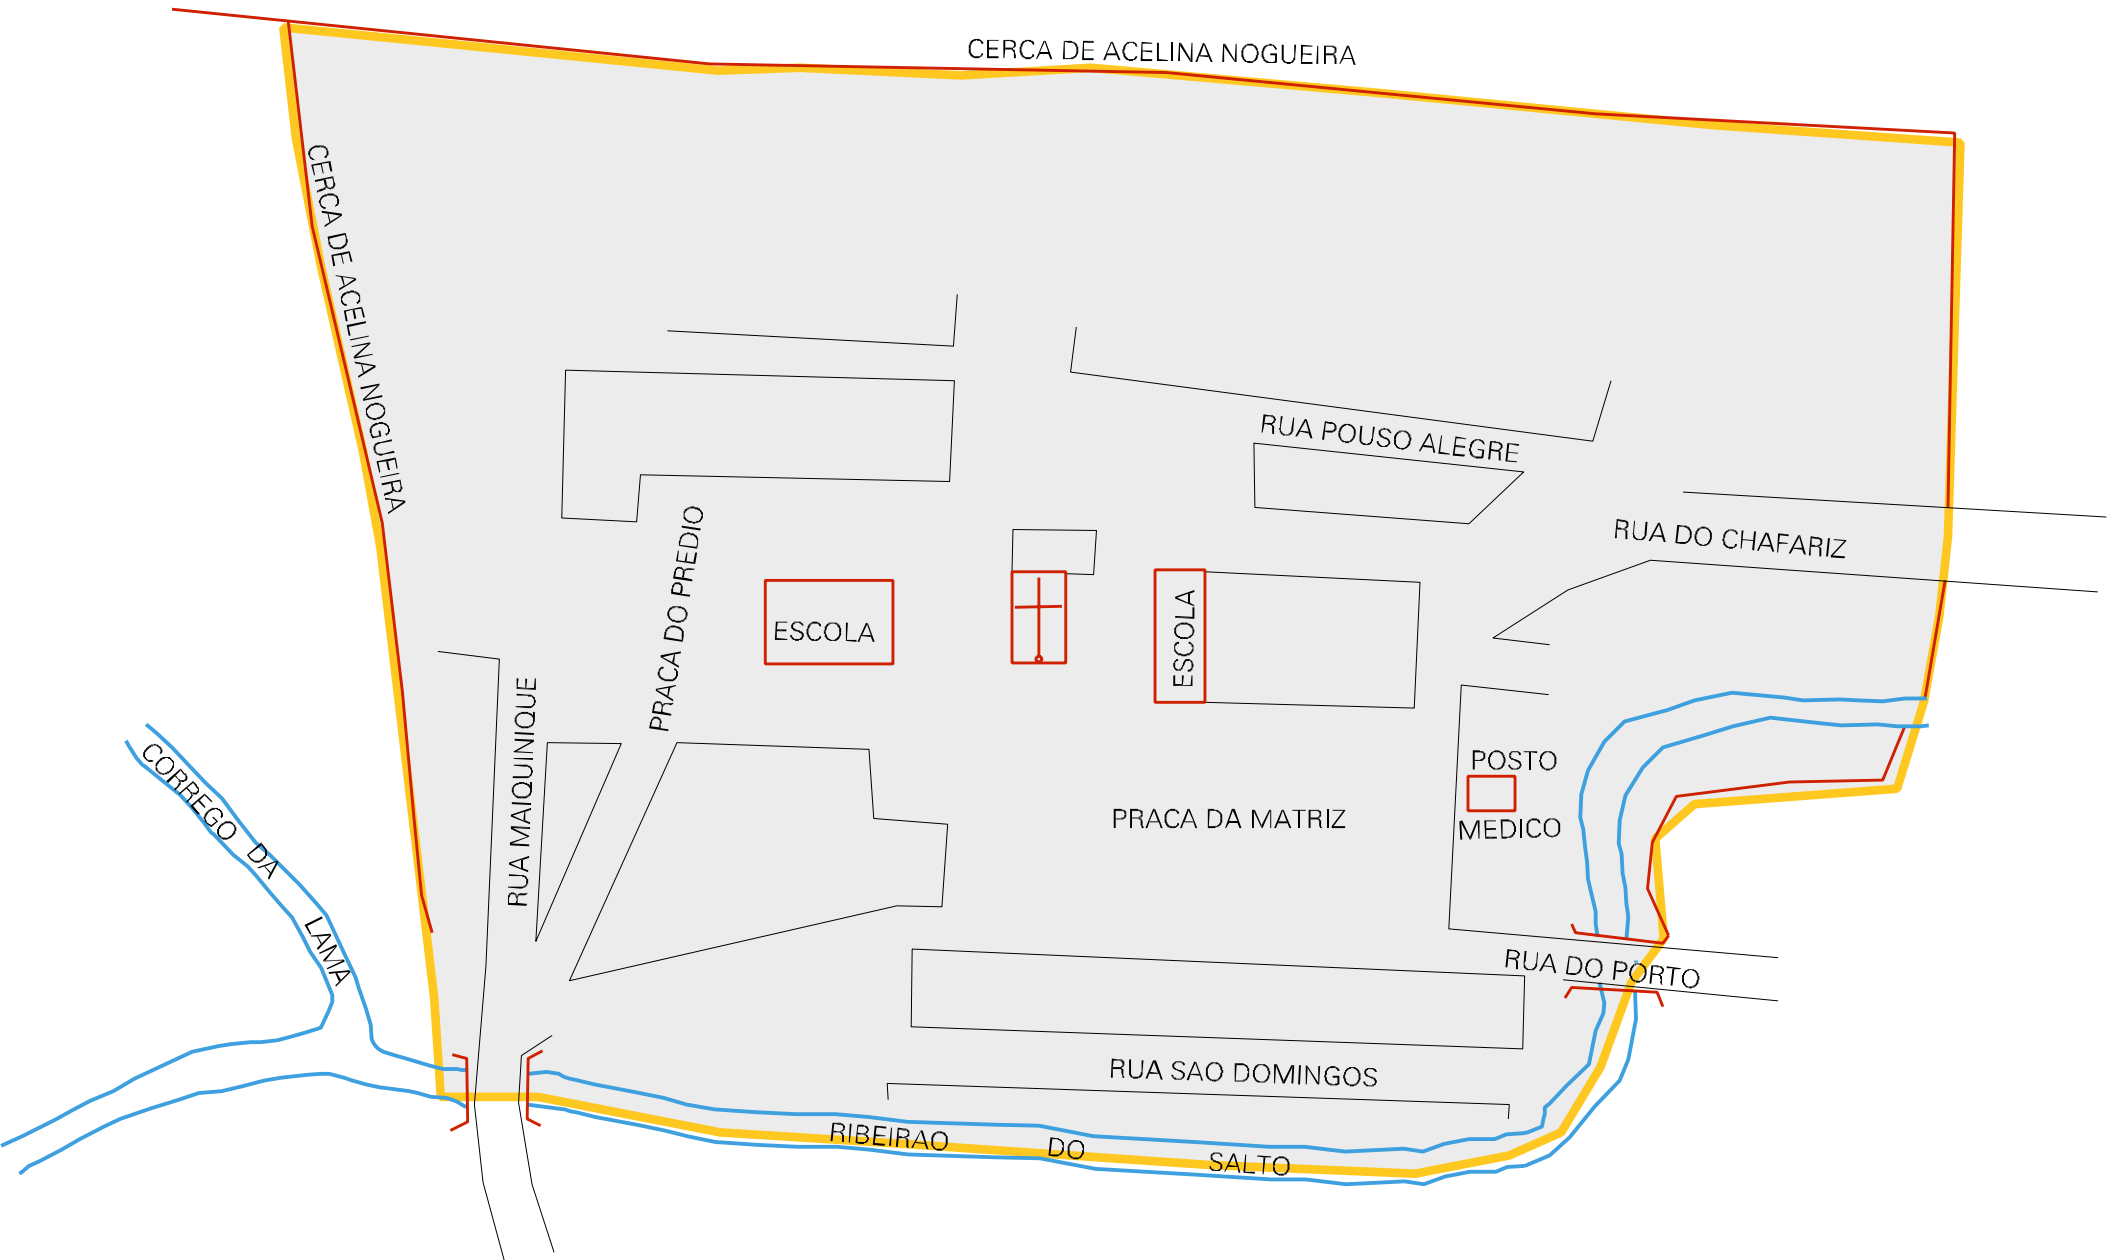 CERCA DE ACELINA NOGUEIRA
CERCA DE ACELINA NOGUEIRA
RUA POUSO ALEGRE
RUA DO CHAFARIZ
PRACA DO PREDIO
ESCOLA
ESCOLA
RUA MAIQUINIQUE
POSTO
MEDICO
PRACA DA MATRIZ
CORREGO DA LAMA
RUA DO PORTO
RUA SAO DOMINGOS
RIBEIRAO DO SALTO